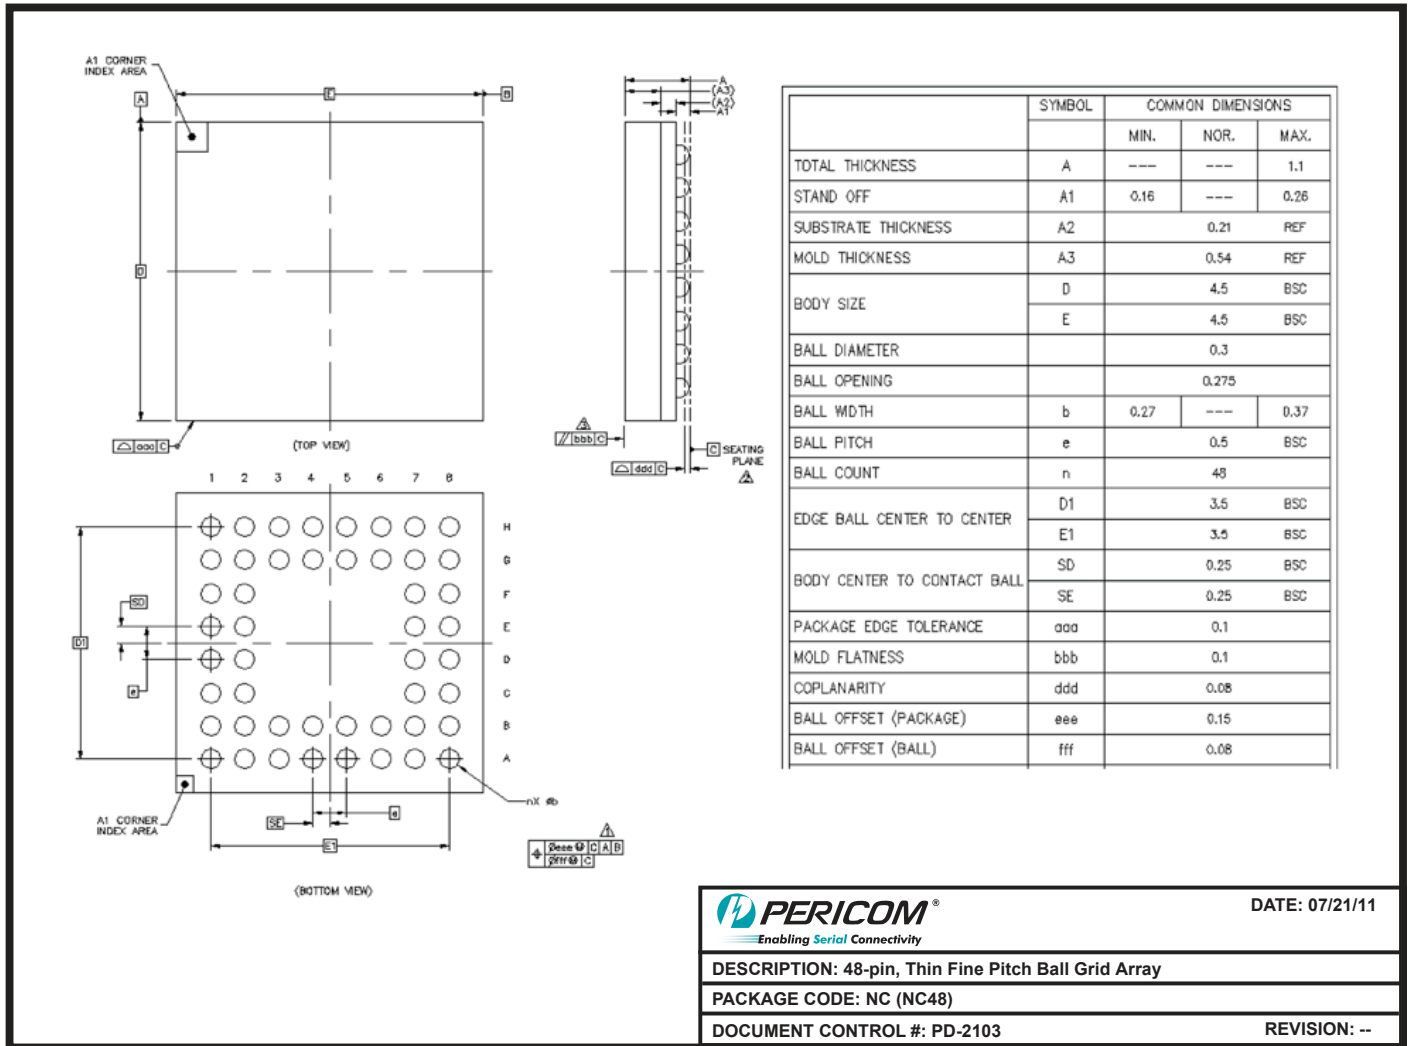 A1 CORNER
INDEX AREA
A
E
B
D
aaa C
(TOP VIEW)
A
(A3)
(A2)
A1
3
// bbb C
ddd C
C SEATING
PLANE
2
1 2 3 4 5 6 7 8
H
G
F
E
D
C
B
A
SD
D1
e
A1 CORNER
INDEX AREA
SE
e
E1
nX Øb
1
Øeee Ⓜ C A B
Øfff Ⓜ C
(BOTTOM VIEW)
SYMBOL COMMON DIMENSIONS
MIN. NOR. MAX.
TOTAL THICKNESS A --- --- 1.1
STAND OFF A1 0.16 --- 0.26
SUBSTRATE THICKNESS A2 0.21 REF
MOLD THICKNESS A3 0.54 REF
BODY SIZE D 4.5 BSC
E 4.5 BSC
BALL DIAMETER 0.3
BALL OPENING 0.275
BALL WIDTH b 0.27 --- 0.37
BALL PITCH e 0.5 BSC
BALL COUNT n 48
EDGE BALL CENTER TO CENTER D1 3.5 BSC
E1 3.5 BSC
BODY CENTER TO CONTACT BALL SD 0.25 BSC
SE 0.25 BSC
PACKAGE EDGE TOLERANCE aaa 0.1
MOLD FLATNESS bbb 0.1
COPLANARITY ddd 0.08
BALL OFFSET (PACKAGE) eee 0.15
BALL OFFSET (BALL) fff 0.08
PERICOM®
Enabling Serial Connectivity
DATE: 07/21/11
DESCRIPTION: 48-pin, Thin Fine Pitch Ball Grid Array
PACKAGE CODE: NC (NC48)
DOCUMENT CONTROL #: PD-2103
REVISION: --